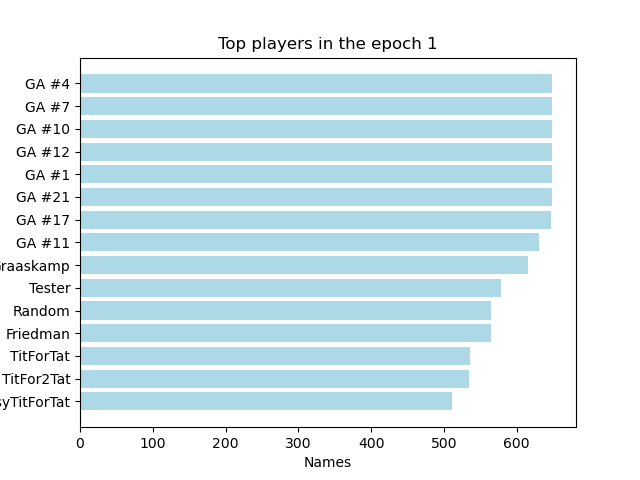 Top players in the epoch 1
GA #4
GA #7
GA #10
GA #12
GA #1
GA #21
GA #17
GA #11
raaskamp
Tester
Random
Friedman
TitForTat
TitFor2Tat
syTitForTat
0 100 200 300 400 500 600
Names